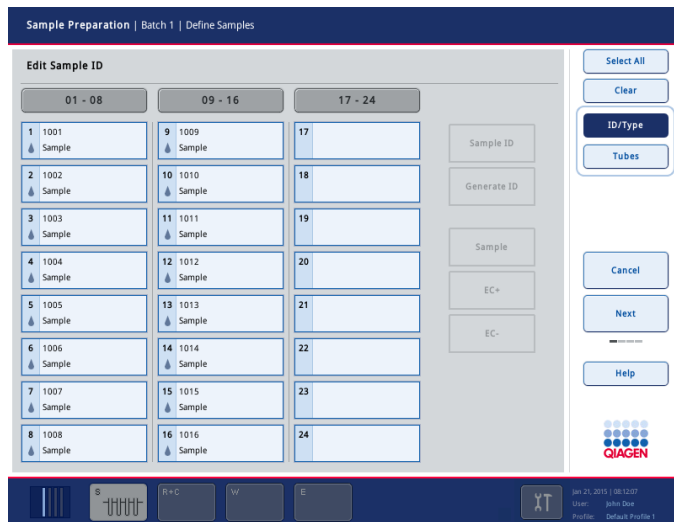 Sample Preparation | Batch 1 | Define Samples
Edit Sample ID
01 - 08
09 - 16
17 - 24
1 1001
Sample
2 1002
Sample
3 1003
Sample
4 1004
Sample
5 1005
Sample
6 1006
Sample
7 1007
Sample
8 1008
Sample
9 1009
Sample
10 1010
Sample
11 1011
Sample
12 1012
Sample
13 1013
Sample
14 1014
Sample
15 1015
Sample
16 1016
Sample
17
18
19
20
21
22
23
24
Sample ID
Generate ID
Sample
EC+
EC-
Select All
Clear
ID/Type
Tubes
Cancel
Next
Help
QIAGEN
S
R+C
W
E
Jan 21, 2015 | 08:12:07
User: John Doe
Profile: Default Profile 1